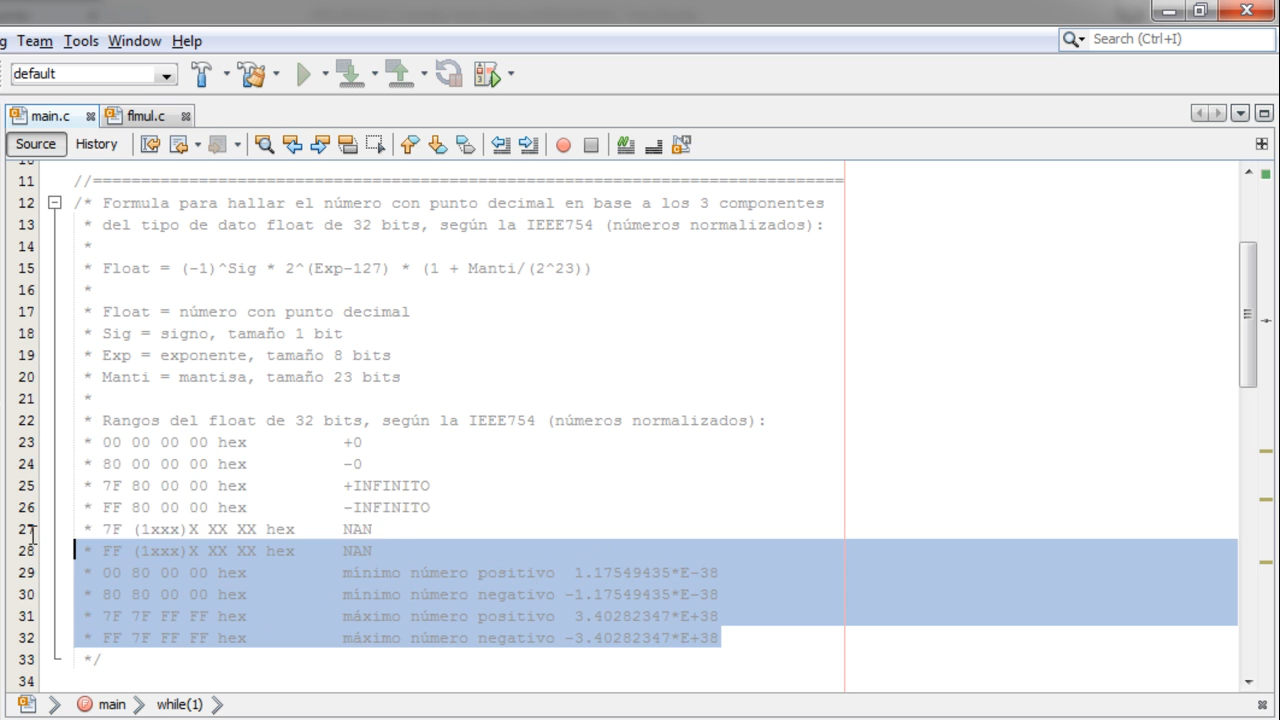 g Team Tools Window Help
Search (Ctrl+I)
default
main.c flmul.c
Source History
11 //==============================================================================
12 /* Formula para hallar el número con punto decimal en base a los 3 componentes
13 * del tipo de dato float de 32 bits, según la IEEE754 (números normalizados):
14 *
15 * Float = (-1)^Sig * 2^(Exp-127) * (1 + Manti/(2^23))
16 *
17 * Float = número con punto decimal
18 * Sig = signo, tamaño 1 bit
19 * Exp = exponente, tamaño 8 bits
20 * Manti = mantisa, tamaño 23 bits
21 *
22 * Rangos del float de 32 bits, según la IEEE754 (números normalizados):
23 * 00 00 00 00 hex +0
24 * 80 00 00 00 hex -0
25 * 7F 80 00 00 hex +INFINITO
26 * FF 80 00 00 hex -INFINITO
27 * 7F (1xxx)X XX XX hex NAN
28 * FF (1xxx)X XX XX hex NAN
29 * 00 80 00 00 hex mínimo número positivo 1.17549435*E-38
30 * 80 80 00 00 hex mínimo número negativo -1.17549435*E-38
31 * 7F 7F FF FF hex máximo número positivo 3.40282347*E+38
32 * FF 7F FF FF hex máximo número negativo -3.40282347*E+38
33 */
34
main while(1)